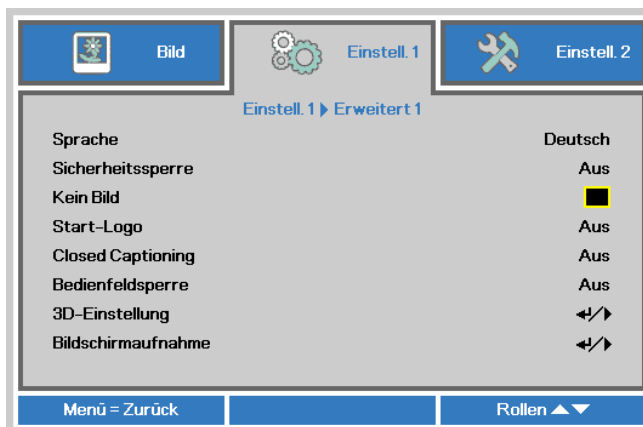 Bild
Einstell. 1
Einstell. 2
Einstell. 1 ▶ Erweitert 1
Sprache Deutsch
Sicherheitssperre Aus
Kein Bild
Start-Logo Aus
Closed Captioning Aus
Bedienfeldsperre Aus
3D-Einstellung ↵/▶
Bildschirmaufnahme ↵/▶
Menü = Zurück
Rollen ▲▼